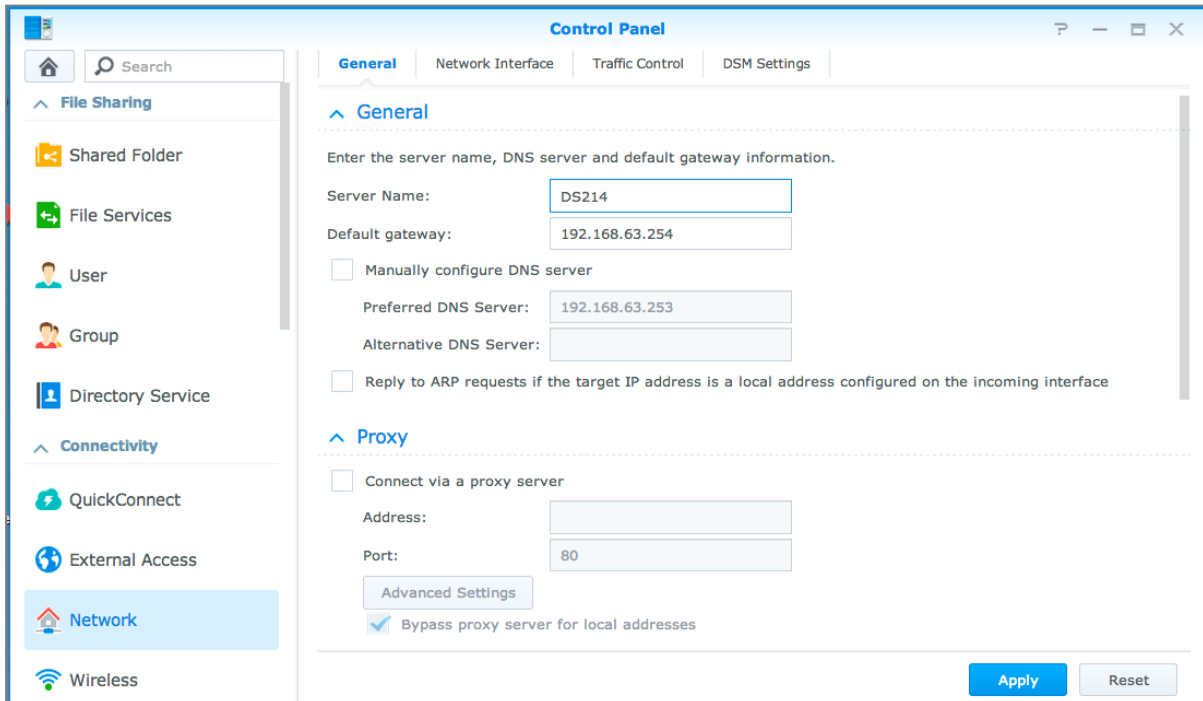 Control Panel
Search
General Network Interface Traffic Control DSM Settings
File Sharing
Shared Folder
File Services
User
Group
Directory Service
Connectivity
QuickConnect
External Access
Network
Wireless
General
Enter the server name, DNS server and default gateway information.
Server Name: DS214
Default gateway: 192.168.63.254
Manually configure DNS server
Preferred DNS Server: 192.168.63.253
Alternative DNS Server:
Reply to ARP requests if the target IP address is a local address configured on the incoming interface
Proxy
Connect via a proxy server
Address:
Port: 80
Advanced Settings
Bypass proxy server for local addresses
Apply Reset